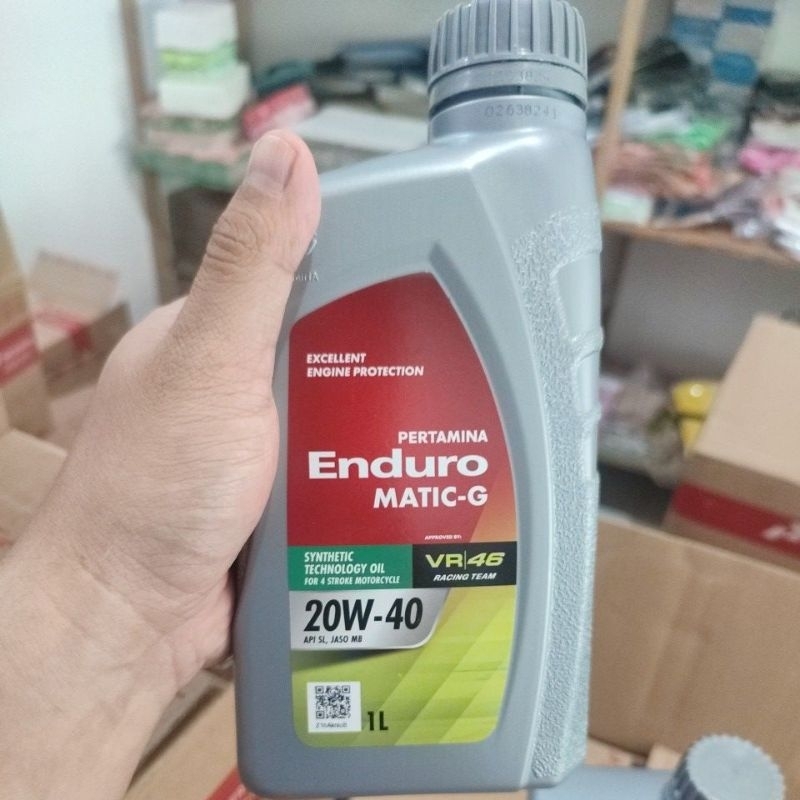 02638241
EXCELLENT
ENGINE PROTECTION
PERTAMINA
Enduro
MATIC-G
APPROVED BY:
SYNTHETIC
TECHNOLOGY OIL
FOR 4 STROKE MOTORCYCLE
VR|46
RACING TEAM
20W-40
API SL, JASO MB
1L